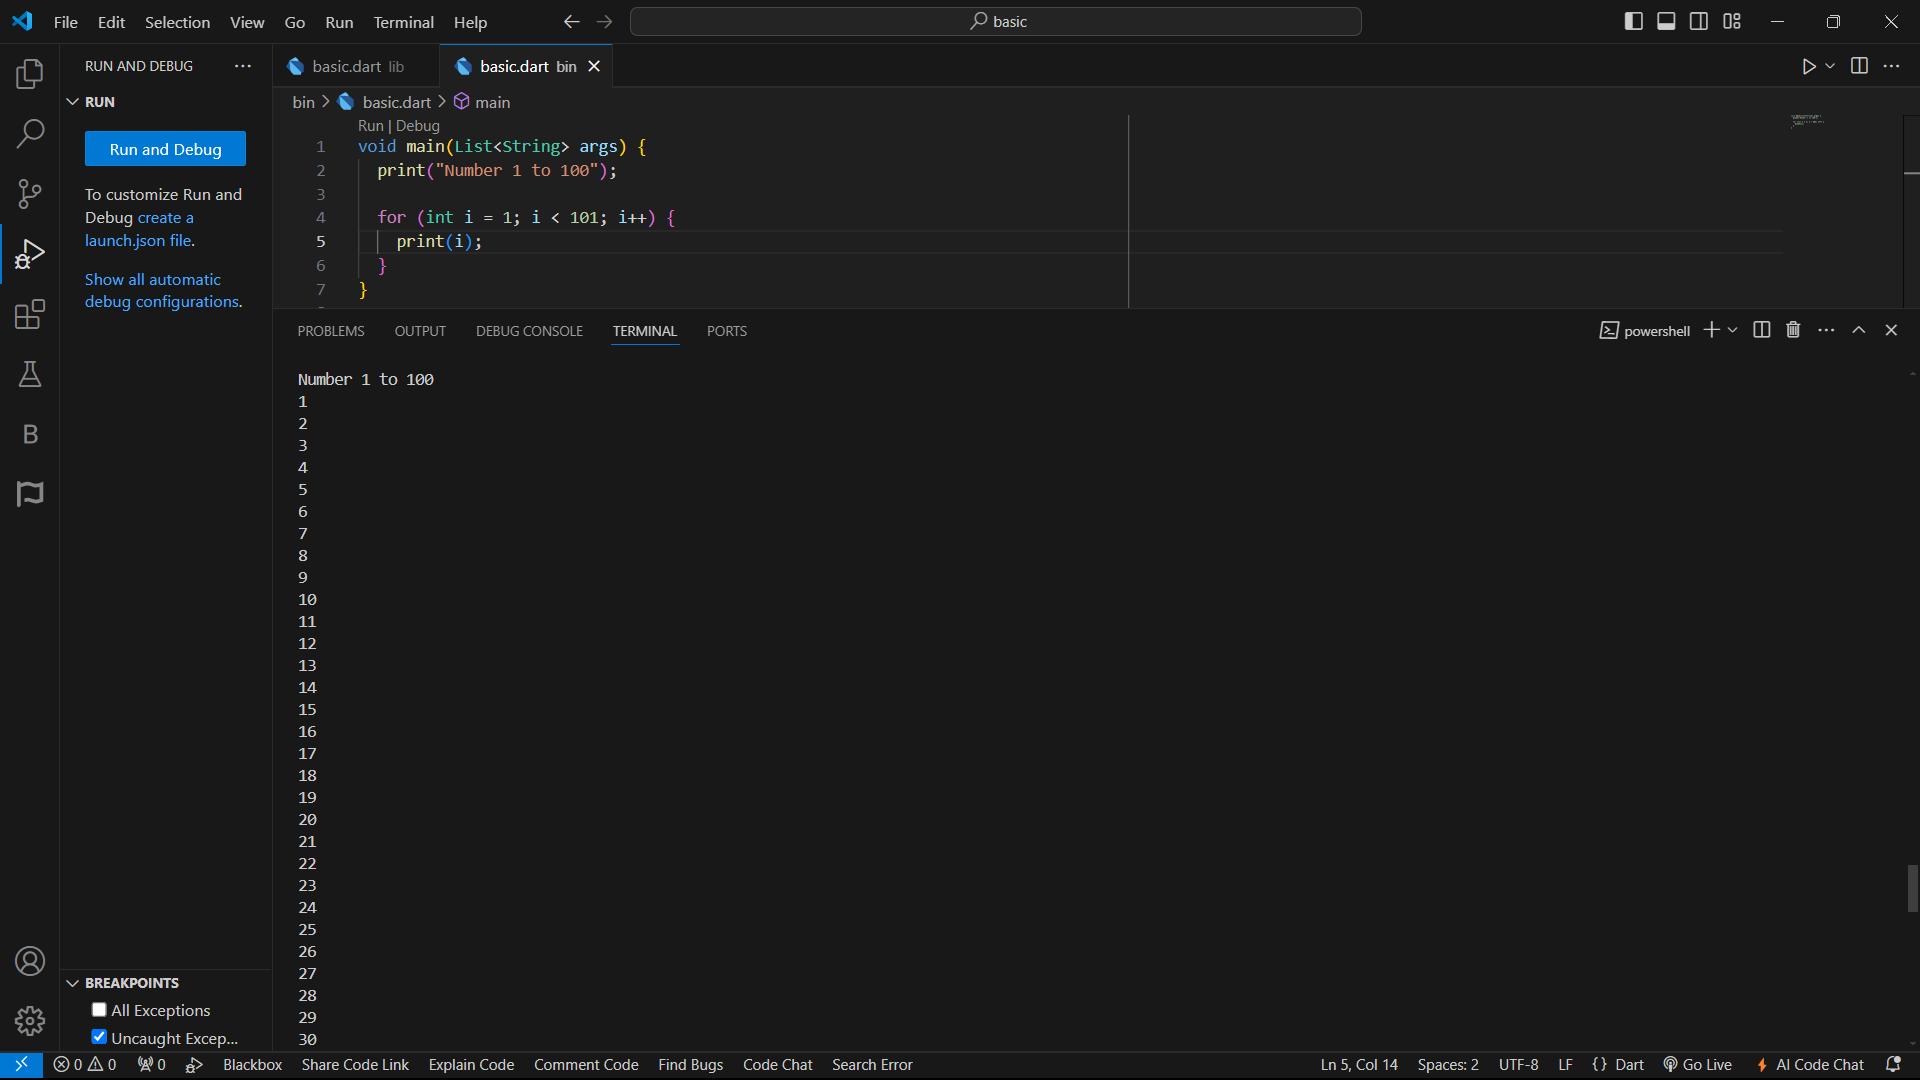 File Edit Selection View Go Run Terminal Help
basic
RUN AND DEBUG
RUN
Run and Debug
To customize Run and
Debug create a
launch.json file.
Show all automatic
debug configurations.
basic.dart lib
basic.dart bin
bin > basic.dart > main
Run | Debug
1 void main(List<String> args) {
2 print("Number 1 to 100");
3
4 for (int i = 1; i < 101; i++) {
5 print(i);
6 }
7 }
PROBLEMS OUTPUT DEBUG CONSOLE TERMINAL PORTS
powershell
Number 1 to 100
1
2
3
4
5
6
7
8
9
10
11
12
13
14
15
16
17
18
19
20
21
22
23
24
25
26
27
28
29
30
B
BREAKPOINTS
All Exceptions
Uncaught Excep...
0 0 0 Blackbox Share Code Link Explain Code Comment Code Find Bugs Code Chat Search Error Ln 5, Col 14 Spaces: 2 UTF-8 LF {} Dart Go Live AI Code Chat